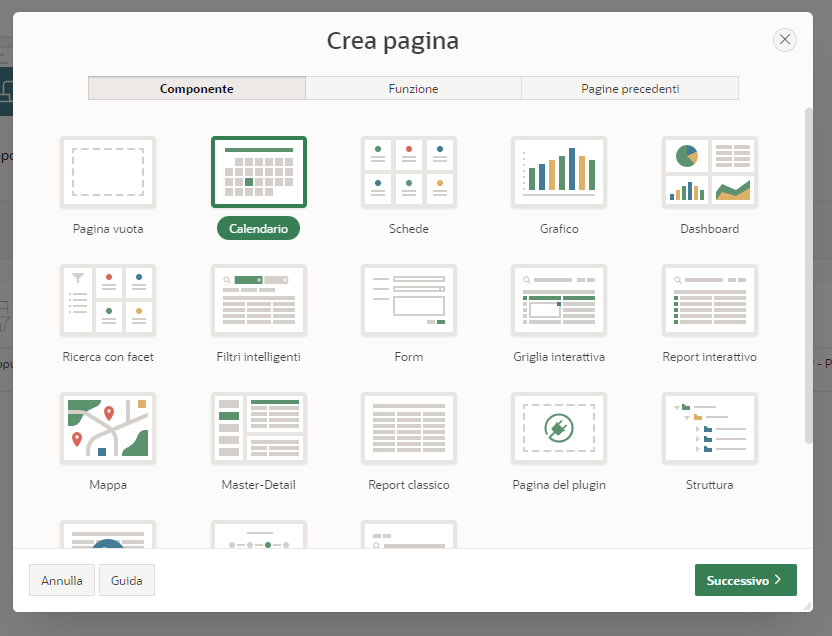 Crea pagina
Componente
Funzione
Pagine precedenti
Pagina vuota
Calendario
Schede
Grafico
Dashboard
Ricerca con facet
Filtri intelligenti
Form
Griglia interattiva
Report interattivo
Mappa
Master-Detail
Report classico
Pagina del plugin
Struttura
Annulla
Guida
Successivo